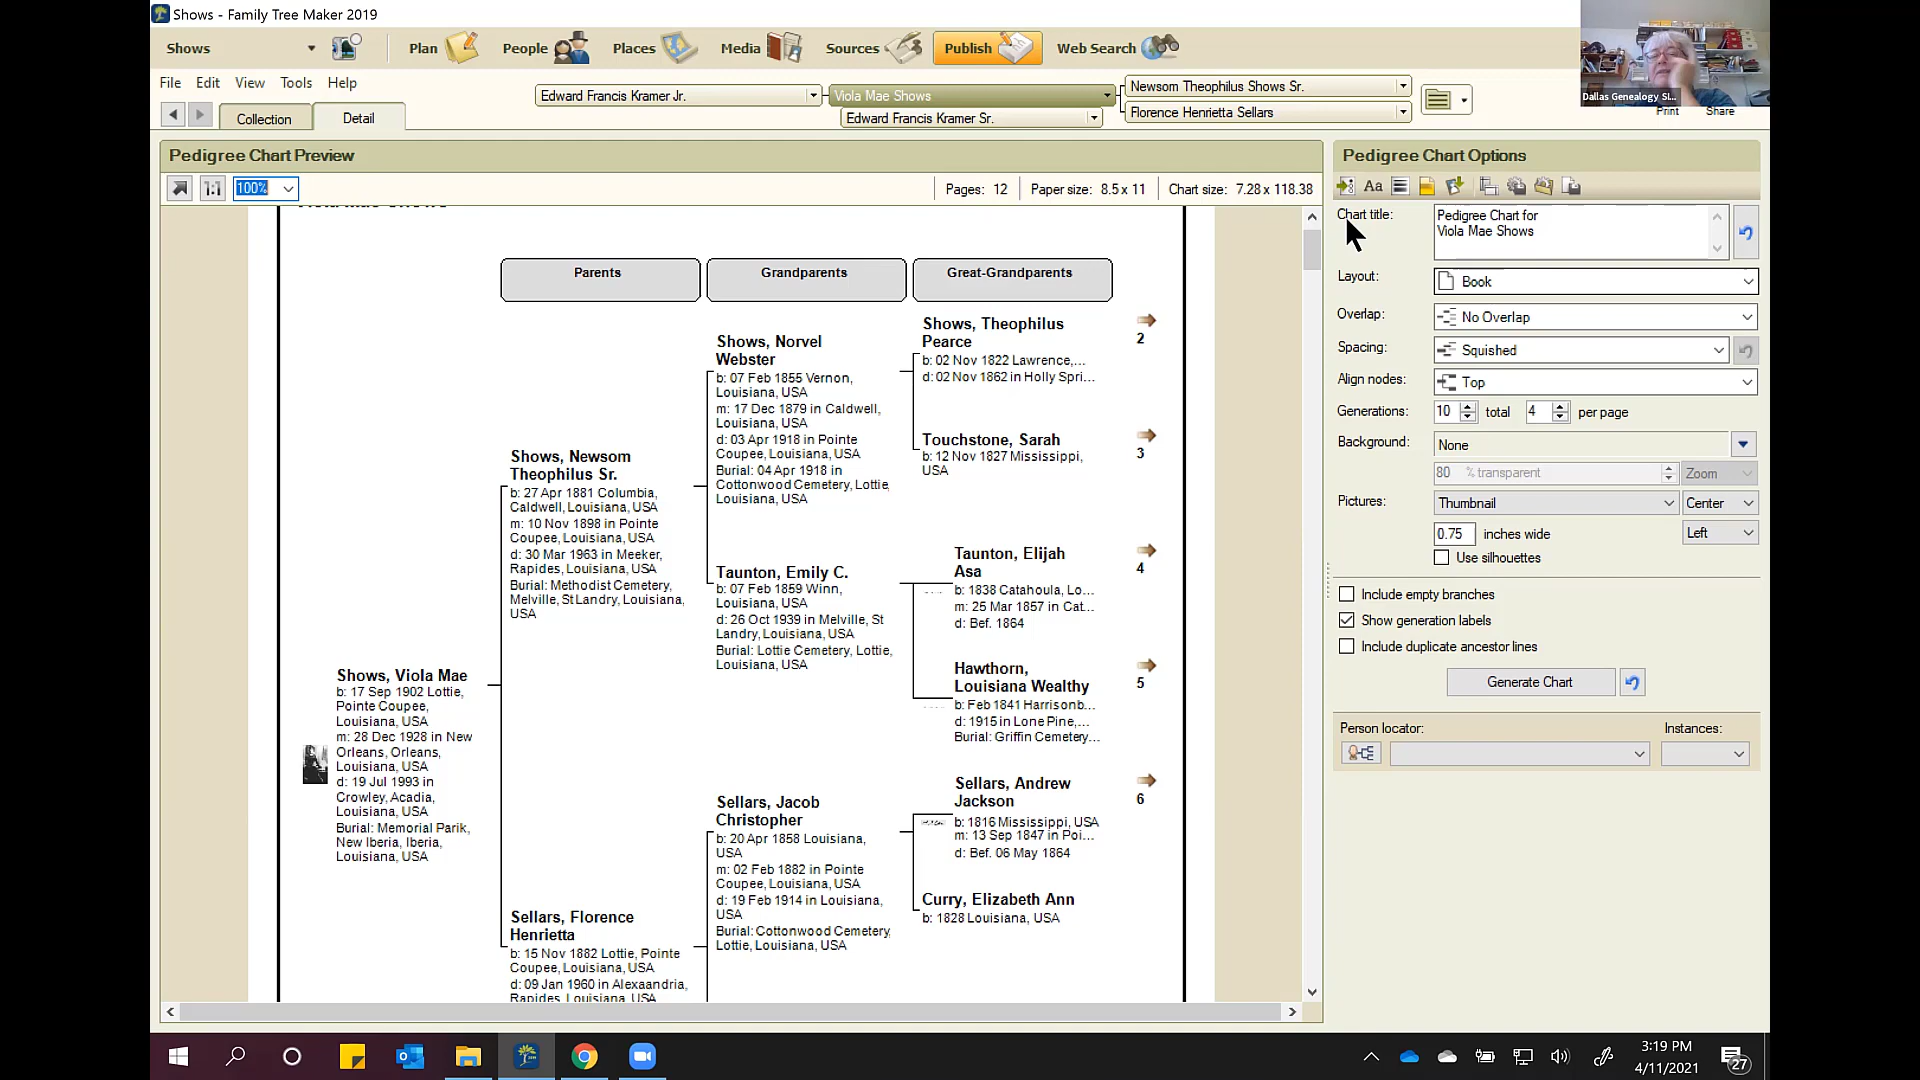 Shows - Family Tree Maker 2019
Shows
Plan
People
Places
Media
Sources
Publish
Web Search
File Edit View Tools Help
Edward Francis Kramer Jr.
Viola Mae Shows
Edward Francis Kramer Sr.
Newsom Theophilus Shows Sr.
Florence Henrietta Sellars
Dallas Genealogy SI...
Print Share
Collection Detail
Pedigree Chart Preview
1:1
100%
Pages: 12 Paper size: 8.5 x 11 Chart size: 7.28 x 118.38
Parents
Grandparents
Great-Grandparents
Shows, Viola Mae
b: 17 Sep 1902 Lottie,
Pointe Coupee,
Louisiana, USA
m: 28 Dec 1928 in New
Orleans, Orleans,
Louisiana, USA
d: 19 Jul 1993 in
Crowley, Acadia,
Louisiana, USA
Burial: Memorial Parik,
New Iberia, Iberia,
Louisiana, USA
Shows, Newsom
Theophilus Sr.
b: 27 Apr 1881 Columbia,
Caldwell, Louisiana, USA
m: 10 Nov 1898 in Pointe
Coupee, Louisiana, USA
d: 30 Mar 1963 in Meeker,
Rapides, Louisiana, USA
Burial: Methodist Cemetery,
Melville, St Landry, Louisiana,
USA
Sellars, Florence
Henrietta
b: 15 Nov 1882 Lottie, Pointe
Coupee, Louisiana, USA
d: 09 Jan 1960 in Alexaandria,
Rapides, Louisiana, USA
Shows, Norvel
Webster
b: 07 Feb 1855 Vernon,
Louisiana, USA
m: 17 Dec 1879 in Caldwell,
Louisiana, USA
d: 03 Apr 1918 in Pointe
Coupee, Louisiana, USA
Burial: 04 Apr 1918 in
Cottonwood Cemetery, Lottie,
Louisiana, USA
Taunton, Emily C.
b: 07 Feb 1859 Winn,
Louisiana, USA
d: 26 Oct 1939 in Melville, St
Landry, Louisiana, USA
Burial: Lottie Cemetery, Lottie,
Louisiana, USA
Sellars, Jacob
Christopher
b: 20 Apr 1858 Louisiana,
USA
m: 02 Feb 1882 in Pointe
Coupee, Louisiana, USA
d: 19 Feb 1914 in Louisiana,
USA
Burial: Cottonwood Cemetery,
Lottie, Louisiana, USA
Shows, Theophilus
Pearce
b: 02 Nov 1822 Lawrence,...
d: 02 Nov 1862 in Holly Spri...
2
Touchstone, Sarah
b: 12 Nov 1827 Mississippi,
USA
3
Taunton, Elijah
Asa
b: 1838 Catahoula, Lo...
m: 25 Mar 1857 in Cat...
d: Bef. 1864
4
Hawthorn,
Louisiana Wealthy
b: Feb 1841 Harrisonb...
d: 1915 in Lone Pine,...
Burial: Griffin Cemetery...
5
Sellars, Andrew
Jackson
b: 1816 Mississippi, USA
m: 13 Sep 1847 in Poi...
d: Bef. 06 May 1864
6
Curry, Elizabeth Ann
b: 1828 Louisiana, USA
Pedigree Chart Options
Aa
Chart title: Pedigree Chart for
Viola Mae Shows
Layout: Book
Overlap: No Overlap
Spacing: Squished
Align nodes: Top
Generations: 10 total 4 per page
Background: None
80 % transparent Zoom
Pictures: Thumbnail Center
0.75 inches wide Left
Use silhouettes
Include empty branches
Show generation labels
Include duplicate ancestor lines
Generate Chart
Person locator: Instances:
3:19 PM
4/11/2021
27